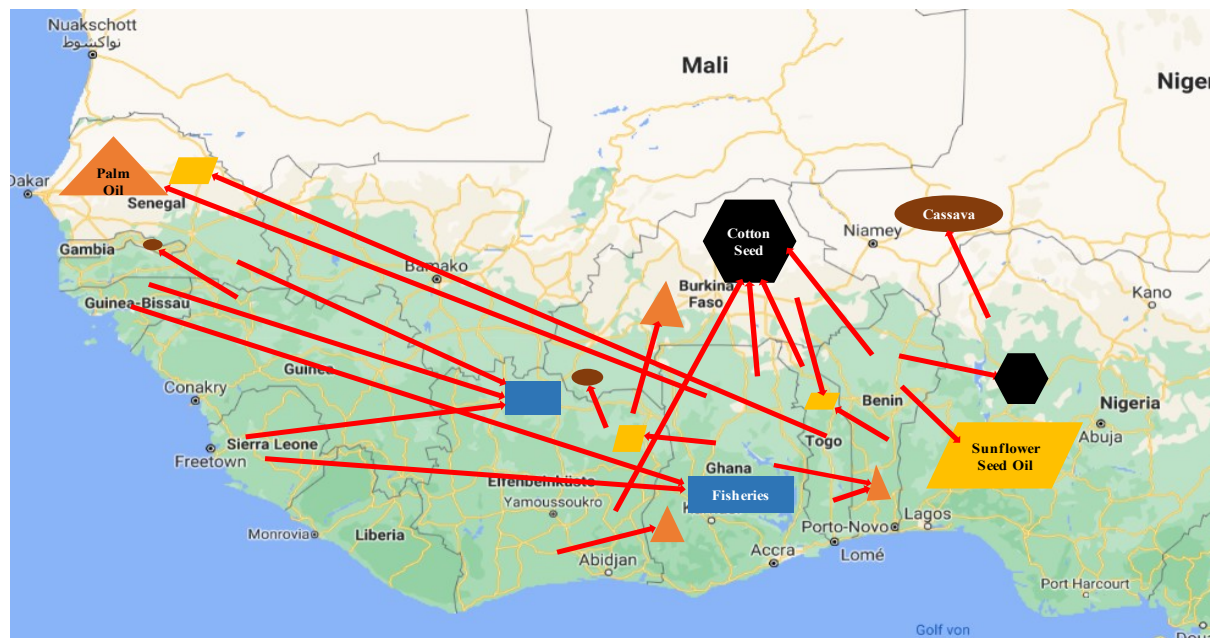 Nuakschott
نواكشوط
Mali
Niger
Dakar
Palm
Oil
Senegal
Cassava
Cotton
Seed
Niamey
Gambia
Bamako
Burkina
Faso
Kano
Guinea-Bissau
Guinea
Conakry
Benin
Nigeria
Abuja
Sierra Leone
Freetown
Togo
Sunflower
Seed Oil
Ghana
Elfenbeinküste
Fisheries
Yamoussoukro
Lagos
Porto-Novo
Monrovia
Liberia
Accra
Lomé
Abidjan
Port Harcourt
Golf von